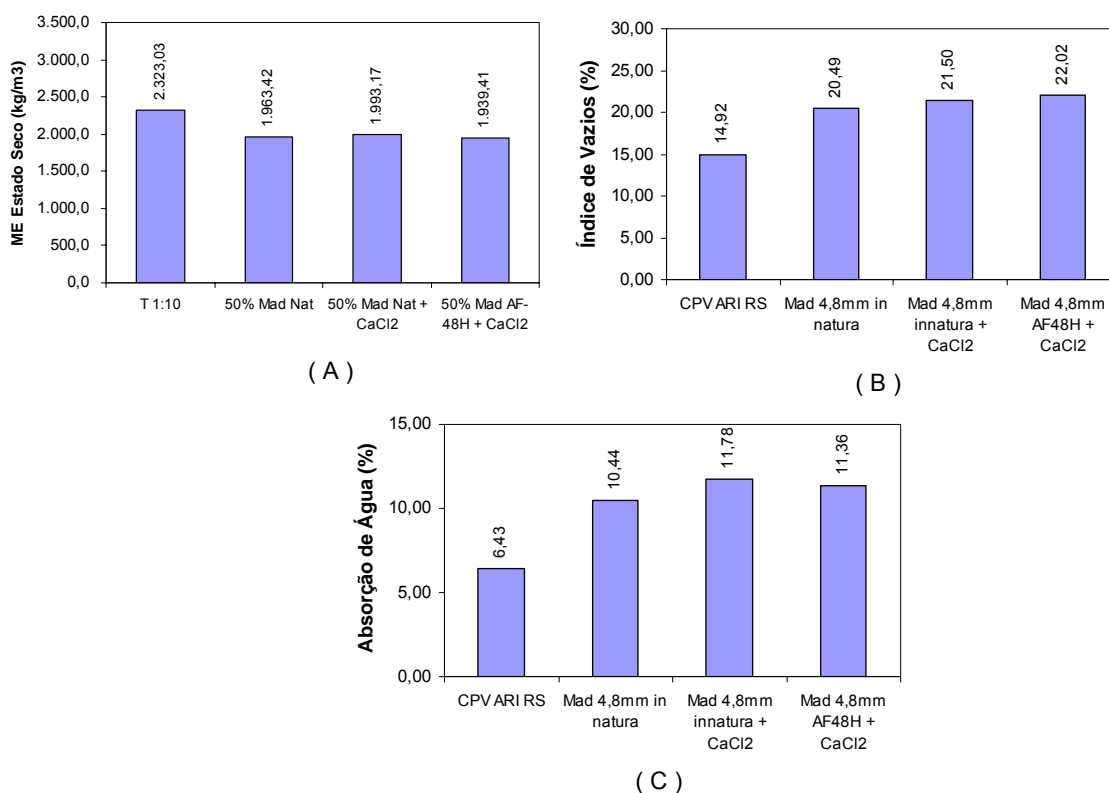 3.500,0
3.000,0
2.500,0
2.000,0
1.500,0
1.000,0
500,0
0,0
ME Estado Seco (kg/m3)
2.323,03
1.963,42
1.993,17
1.939,41
T 1:10
50% Mad Nat
50% Mad Nat +
CaCl2
50% Mad AF-
48H + CaCl2
( A )
30,00
25,00
20,00
15,00
10,00
5,00
0,00
Índice de Vazios (%)
14,92
20,49
21,50
22,02
CPV ARI RS
Mad 4,8mm in
natura
Mad 4,8mm
innatura +
CaCl2
Mad 4,8mm
AF48H +
CaCl2
( B )
15,00
10,00
5,00
0,00
Absorção de Água (%)
6,43
10,44
11,78
11,36
CPV ARI RS
Mad 4,8mm in
natura
Mad 4,8mm
innatura +
CaCl2
Mad 4,8mm
AF48H +
CaCl2
( C )